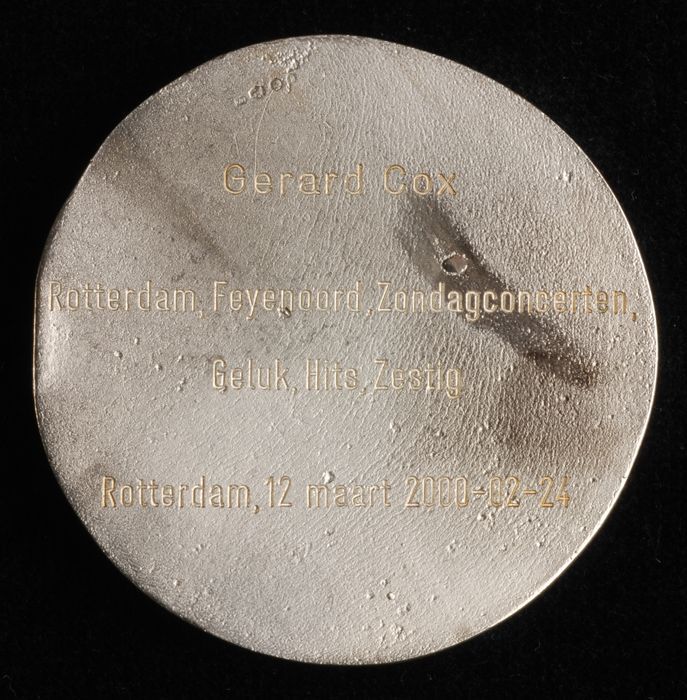 Gerard Cox
Rotterdam, Feyenoord, Zondagconcerten,
Geluk, Hits, Zestig
Rotterdam, 12 maart 2000-02-24